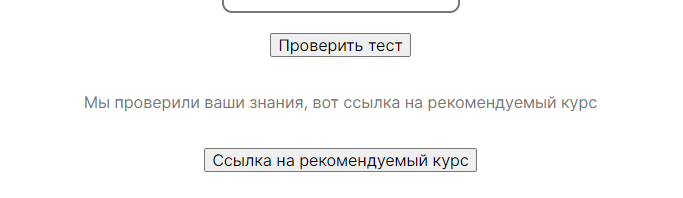 Проверить тест
Мы проверили ваши знания, вот ссылка на рекомендуемый курс
Ссылка на рекомендуемый курс